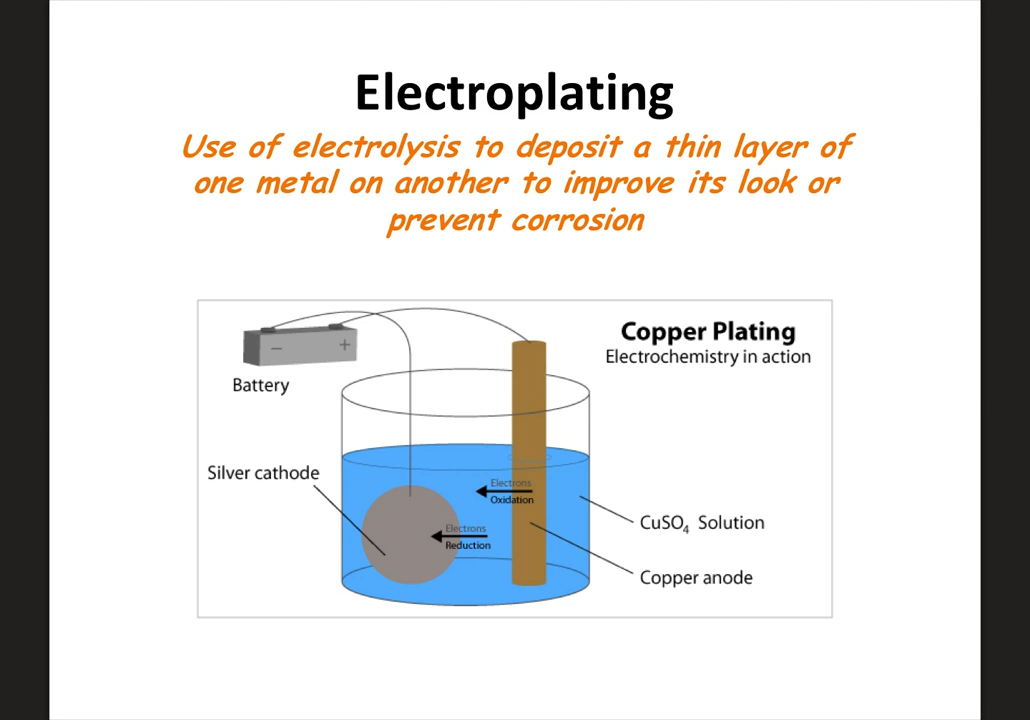 Electroplating
Use of electrolysis to deposit a thin layer of
one metal on another to improve its look or
prevent corrosion
Copper Plating
Electrochemistry in action
− +
Battery
Silver cathode
Electrons
Oxidation
Electrons
Reduction
CuSO₄ Solution
Copper anode